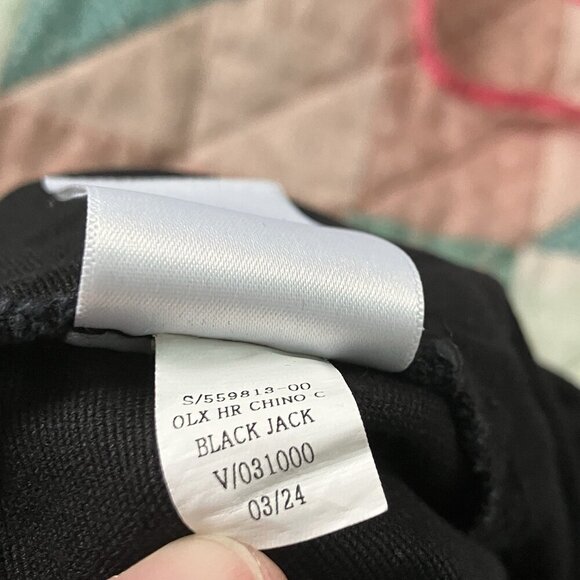 S/559813-00
OLX HR CHINO C
BLACK JACK
V/031000
03/24